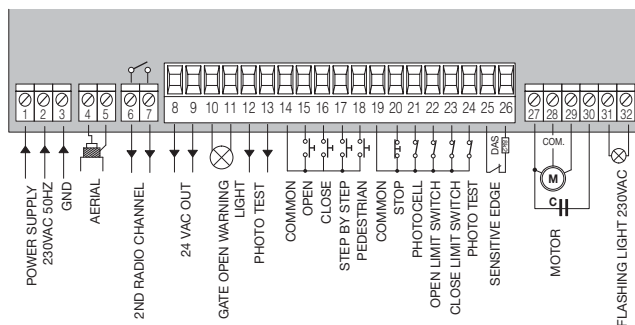 1 2 3 4 5 6 7 8 9 10 11 12 13 14 15 16 17 18 19 20 21 22 23 24 25 26 27 28 29 30 31 32
DAS
COM.
M
C
POWER SUPPLY
230VAC 50HZ
GND
AERIAL
2ND RADIO CHANNEL
24 VAC OUT
GATE OPEN WARNING
LIGHT
PHOTO TEST
COMMON
OPEN
CLOSE
STEP BY STEP
PEDESTRIAN
COMMON
STOP
PHOTOCELL
OPEN LIMIT SWITCH
CLOSE LIMIT SWITCH
PHOTO TEST
SENSITIVE EDGE
MOTOR
FLASHING LIGHT 230VAC